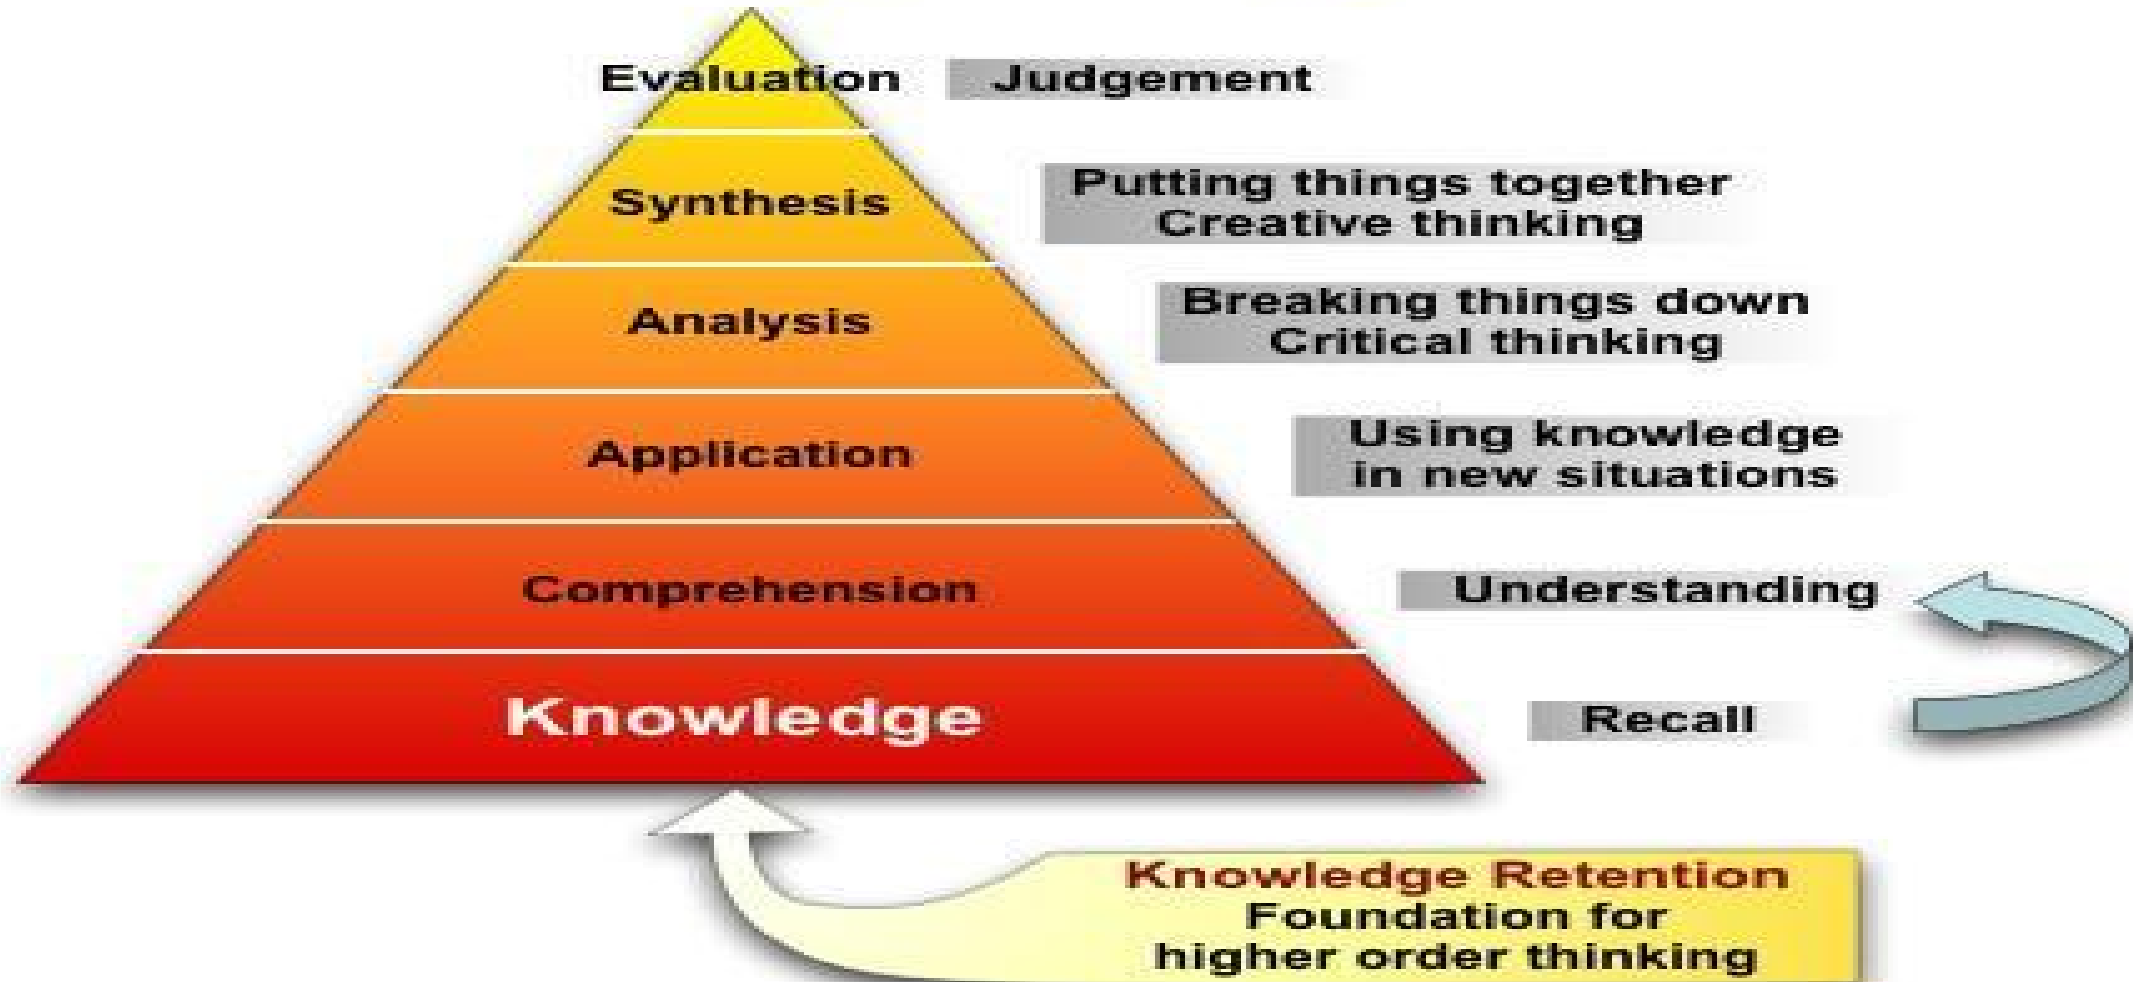 Evaluation
Judgement
Synthesis
Putting things together
Creative thinking
Analysis
Breaking things down
Critical thinking
Application
Using knowledge
in new situations
Comprehension
Understanding
Knowledge
Recall
Knowledge Retention
Foundation for
higher order thinking